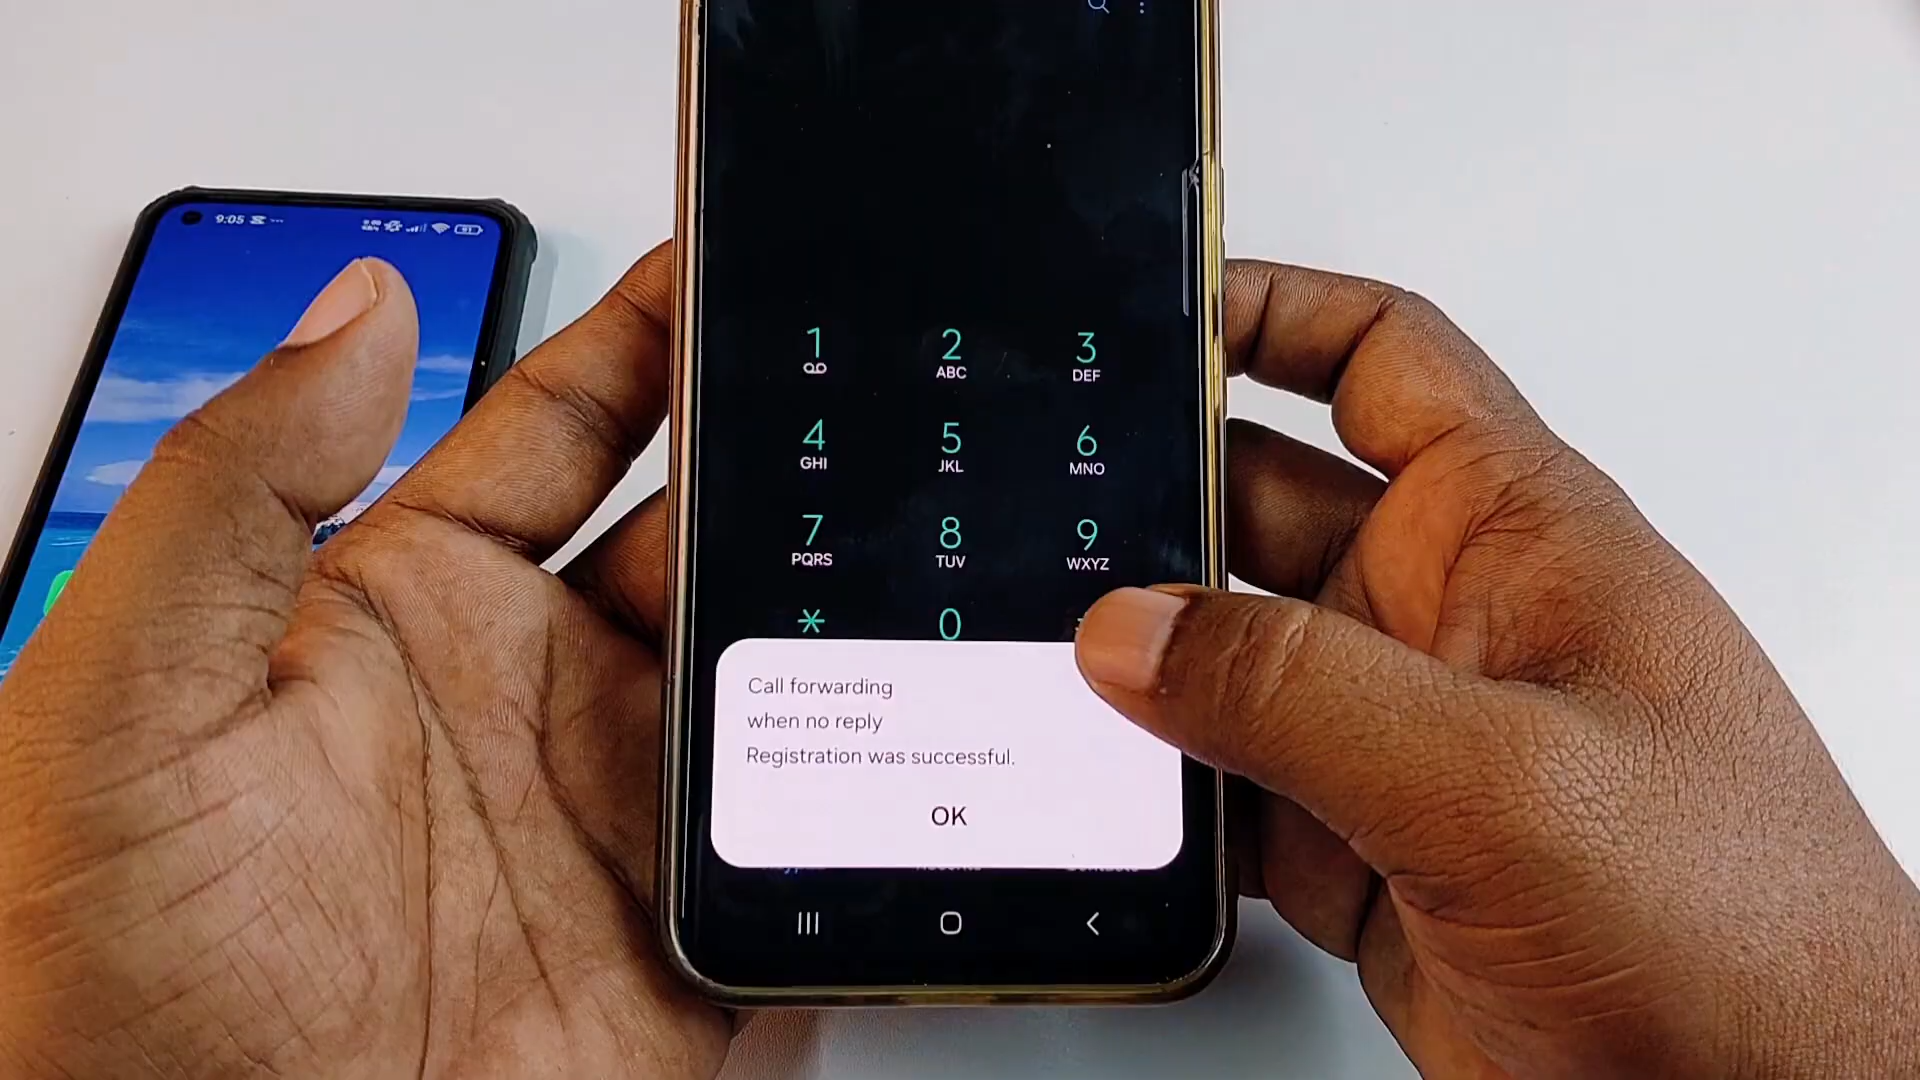 9:05
91
1
2
ABC
3
DEF
4
GHI
5
JKL
6
MNO
7
PQRS
8
TUV
9
WXYZ
*
0
Call forwarding
when no reply
Registration was successful.
OK